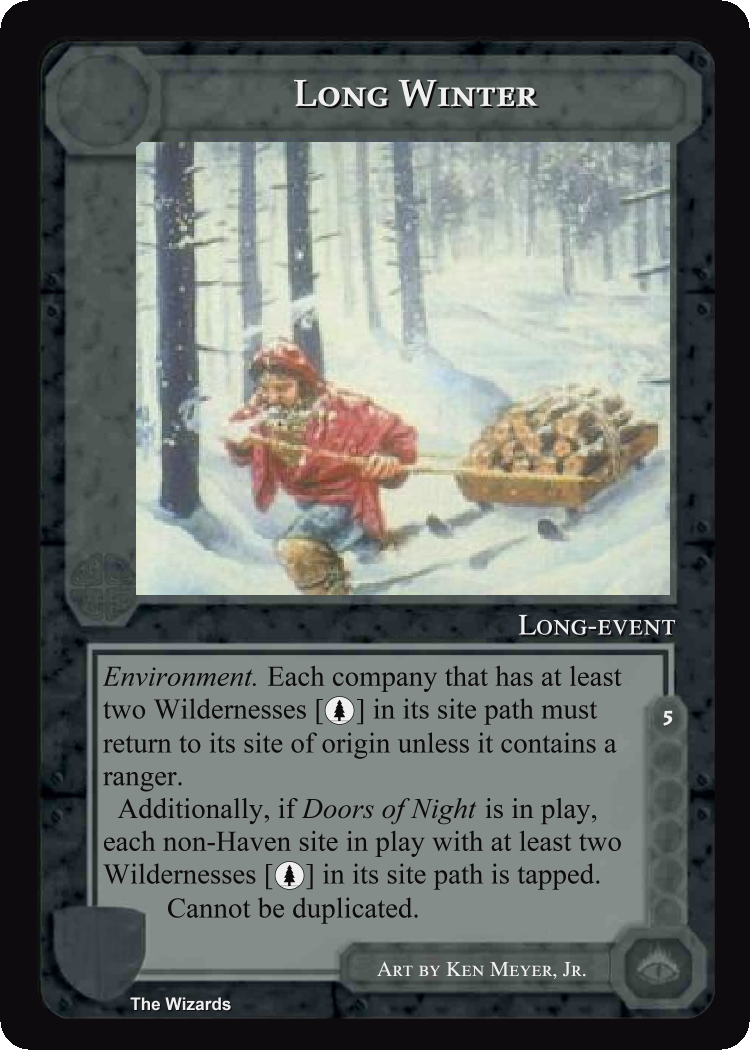 Long Winter
Long-event
Environment. Each company that has at least
two Wildernesses [ ] in its site path must
return to its site of origin unless it contains a
ranger.
Additionally, if Doors of Night is in play,
each non-Haven site in play with at least two
Wildernesses [ ] in its site path is tapped.
Cannot be duplicated.
5
Art by Ken Meyer, Jr.
The Wizards